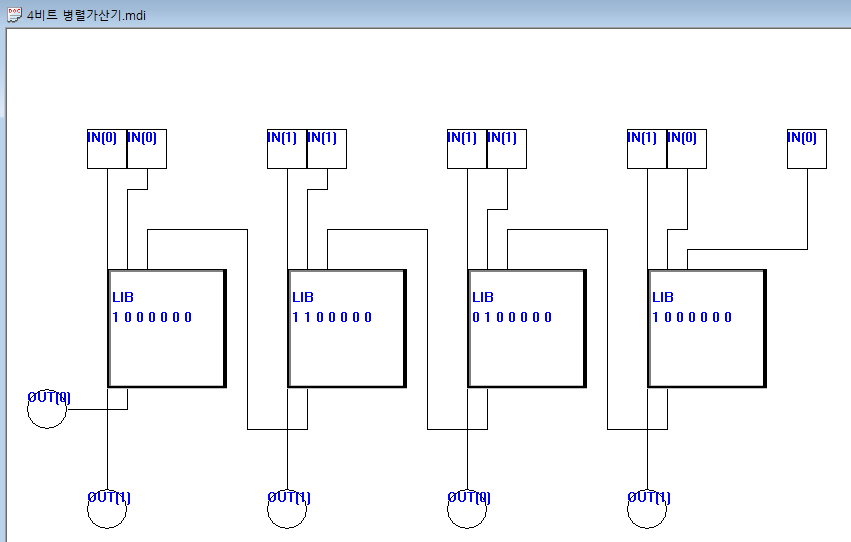 4비트 병렬가산기.mdi
IN(0) IN(0) IN(1) IN(1) IN(1) IN(1) IN(1) IN(0) IN(0)
LIB LIB LIB LIB
1 0 0 0 0 0 0 1 1 0 0 0 0 0 0 1 0 0 0 0 0 1 0 0 0 0 0 0
OUT(0)
OUT(1) OUT(1) OUT(0) OUT(1)